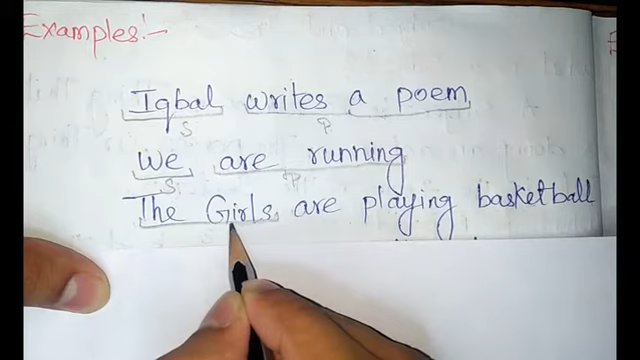 Examples:-
Iqbal writes a poem
S P
We are running
S P
The Girls are playing basketball